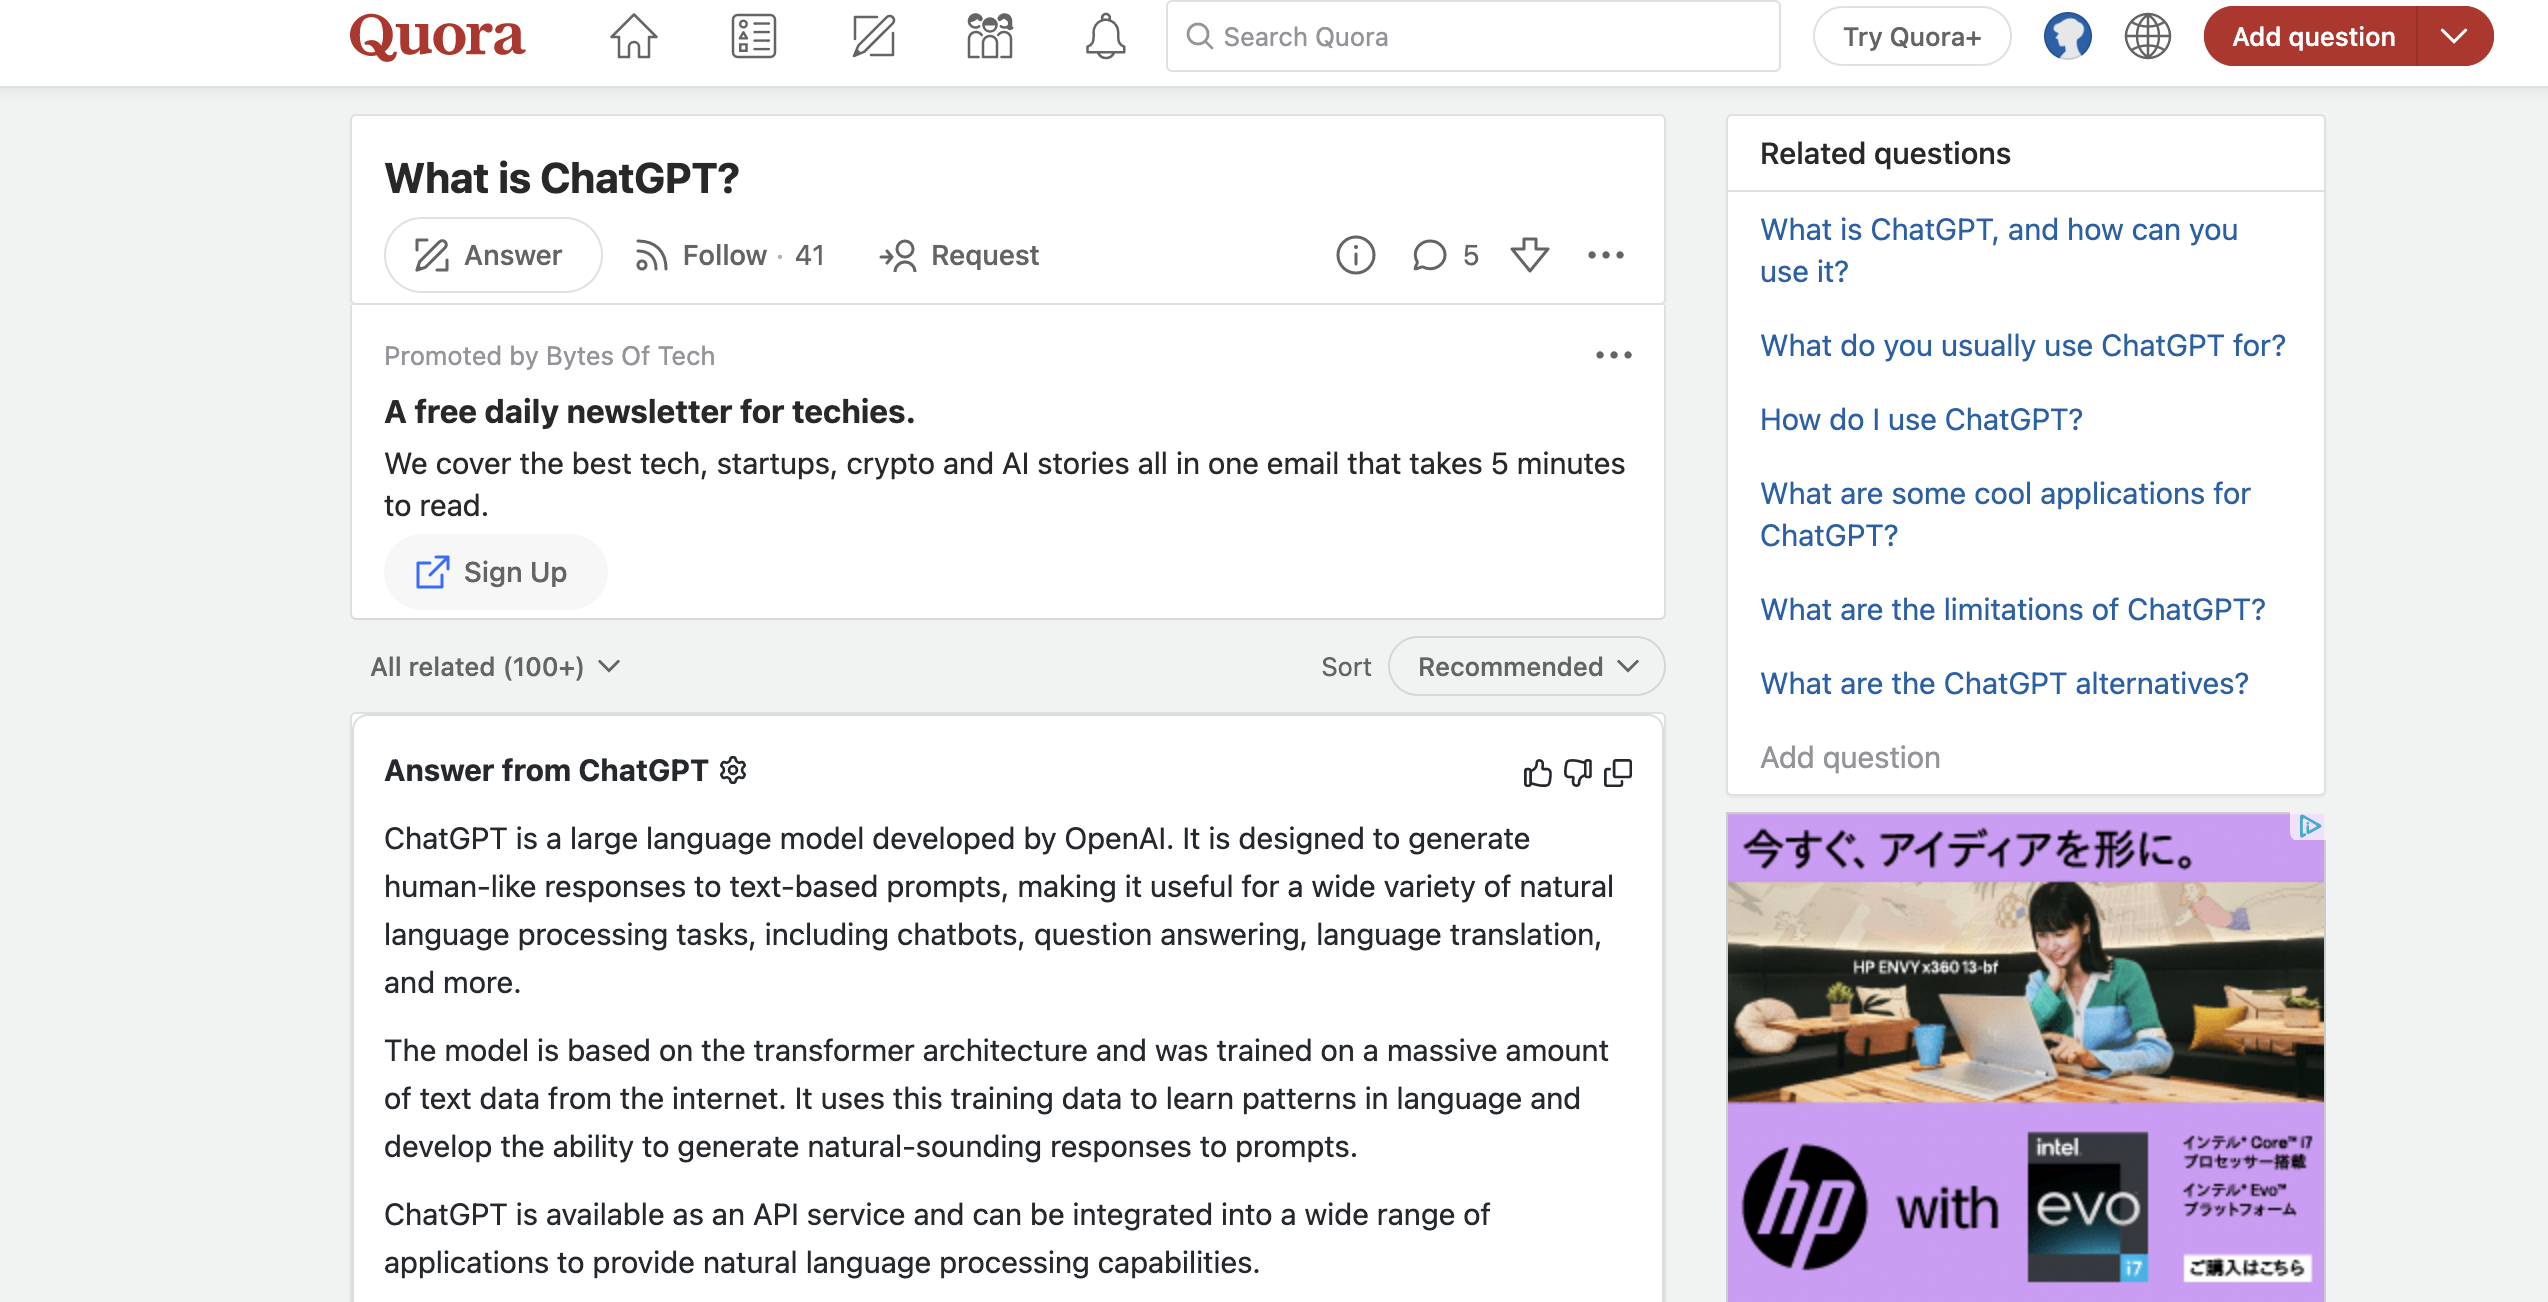 Quora
Search Quora
Try Quora+
Add question
What is ChatGPT?
Answer
Follow · 41
Request
5
Promoted by Bytes Of Tech
A free daily newsletter for techies.
We cover the best tech, startups, crypto and AI stories all in one email that takes 5 minutes
to read.
Sign Up
All related (100+)
Sort
Recommended
Answer from ChatGPT
ChatGPT is a large language model developed by OpenAI. It is designed to generate
human-like responses to text-based prompts, making it useful for a wide variety of natural
language processing tasks, including chatbots, question answering, language translation,
and more.
The model is based on the transformer architecture and was trained on a massive amount
of text data from the internet. It uses this training data to learn patterns in language and
develop the ability to generate natural-sounding responses to prompts.
ChatGPT is available as an API service and can be integrated into a wide range of
applications to provide natural language processing capabilities.
Related questions
What is ChatGPT, and how can you
use it?
What do you usually use ChatGPT for?
How do I use ChatGPT?
What are some cool applications for
ChatGPT?
What are the limitations of ChatGPT?
What are the ChatGPT alternatives?
Add question
今すぐ、アイディアを形に。
HP ENVY x360 13-bf
hp with
intel
evo
i7
インテル® Core™ i7
プロセッサー搭載
インテル® Evo™
プラットフォーム
ご購入はこちら